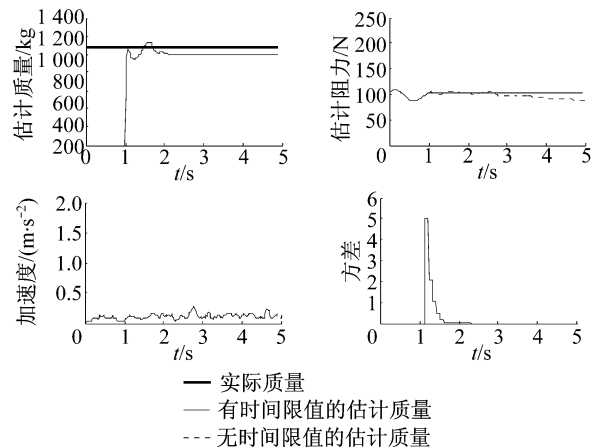 估计质量/kg
1 400
1 200
1 000
800
600
400
200
0 1 2 3 4 5
t/s
估计阻力/N
250
200
150
100
50
0 1 2 3 4 5
t/s
加速度/(m·s⁻²)
2.0
1.5
1.0
0.5
0 1 2 3 4 5
t/s
方差
6
5
4
3
2
1
0 1 2 3 4 5
t/s
实际质量
有时间限值的估计质量
无时间限值的估计质量